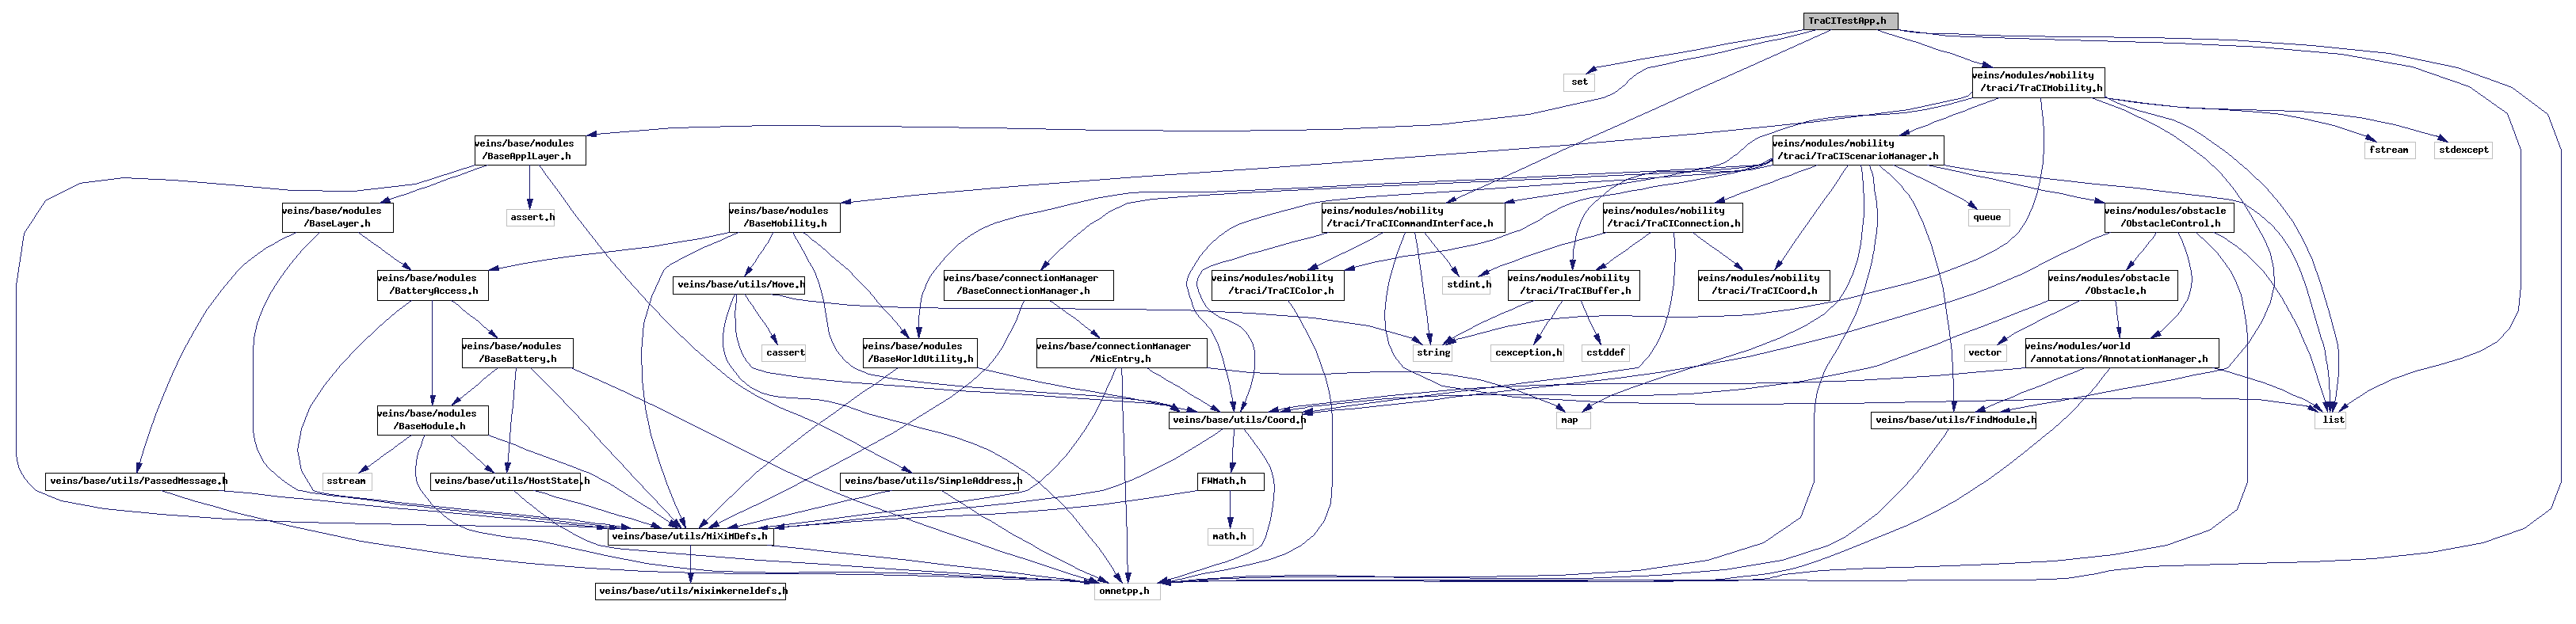 TraCITestApp.h
set
veins/modules/mobility
/traci/TraCIMobility.h
veins/base/modules
/BaseApplLayer.h
veins/modules/mobility
/traci/TraCIScenarioManager.h
fstream
stdexcept
veins/base/modules
/BaseLayer.h
assert.h
veins/base/modules
/BaseMobility.h
veins/modules/mobility
/traci/TraCICommandInterface.h
veins/modules/mobility
/traci/TraCIConnection.h
queue
veins/modules/obstacle
/ObstacleControl.h
veins/base/modules
/BatteryAccess.h
veins/base/utils/Move.h
veins/base/connectionManager
/BaseConnectionManager.h
veins/modules/mobility
/traci/TraCIColor.h
stdint.h
veins/modules/mobility
/traci/TraCIBuffer.h
veins/modules/mobility
/traci/TraCICoord.h
veins/modules/obstacle
/Obstacle.h
veins/base/modules
/BaseBattery.h
cassert
veins/base/modules
/BaseWorldUtility.h
veins/base/connectionManager
/NicEntry.h
string
cexception.h
cstddef
vector
veins/modules/world
/annotations/AnnotationManager.h
veins/base/modules
/BaseModule.h
veins/base/utils/Coord.h
map
veins/base/utils/FindModule.h
list
veins/base/utils/PassedMessage.h
sstream
veins/base/utils/HostState.h
veins/base/utils/SimpleAddress.h
FWMath.h
veins/base/utils/MiXiMDefs.h
math.h
veins/base/utils/miximkerneldefs.h
omnetpp.h